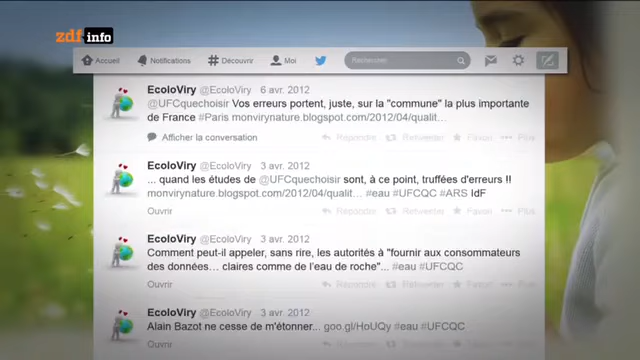 zdf info
Accueil Notifications # Découvrir Moi Rechercher
EcoloViry @EcoloViry 6 avr. 2012
@UFCquechoisir Vos erreurs portent, juste, sur la "commune" la plus importante
de France #Paris monvirynature.blogspot.com/2012/04/qualit…
Afficher la conversation Répondre Retweeter Favori Plus
EcoloViry @EcoloViry 3 avr. 2012
... quand les études de @UFCquechoisir sont, à ce point, truffées d'erreurs !!
monvirynature.blogspot.com/2012/04/qualit… #eau #UFCQC #ARS IdF
Ouvrir Répondre Retweeter Favori Plus
EcoloViry @EcoloViry 3 avr. 2012
Comment peut-il appeler, sans rire, les autorités à "fournir aux consommateurs
des données… claires comme de l'eau de roche"... #eau #UFCQC
Ouvrir Répondre Retweeter Favori Plus
EcoloViry @EcoloViry 3 avr. 2012
Alain Bazot ne cesse de m'étonner... goo.gl/HoUQy #eau #UFCQC
Ouvrir Répondre Retweeter Favori Plus